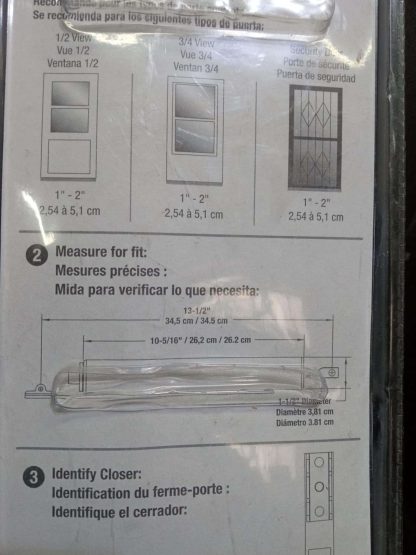 Se recomienda para los siguientes tipos de puerta:
1/2 View
Vue 1/2
Ventana 1/2
3/4 View
Vue 3/4
Ventan 3/4
Security
Porte de sécurité
Puerta de seguridad
1" - 2"
2,54 à 5,1 cm
1" - 2"
2,54 à 5,1 cm
1" - 2"
2,54 à 5,1 cm
2 Measure for fit:
Mesures précises :
Mida para verificar lo que necesita:
13-1/2"
34,5 cm / 34.5 cm
10-5/16" / 26,2 cm / 26.2 cm
1-1/2" Diameter
Diamètre 3,81 cm
Diámetro 3.81 cm
3 Identify Closer:
Identification du ferme-porte :
Identifique el cerrador: